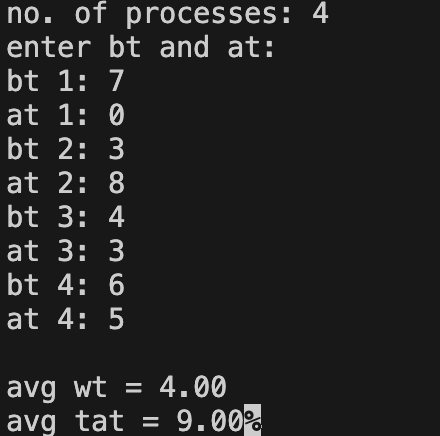 no. of processes: 4
enter bt and at:
bt 1: 7
at 1: 0
bt 2: 3
at 2: 8
bt 3: 4
at 3: 3
bt 4: 6
at 4: 5
avg wt = 4.00
avg tat = 9.00%